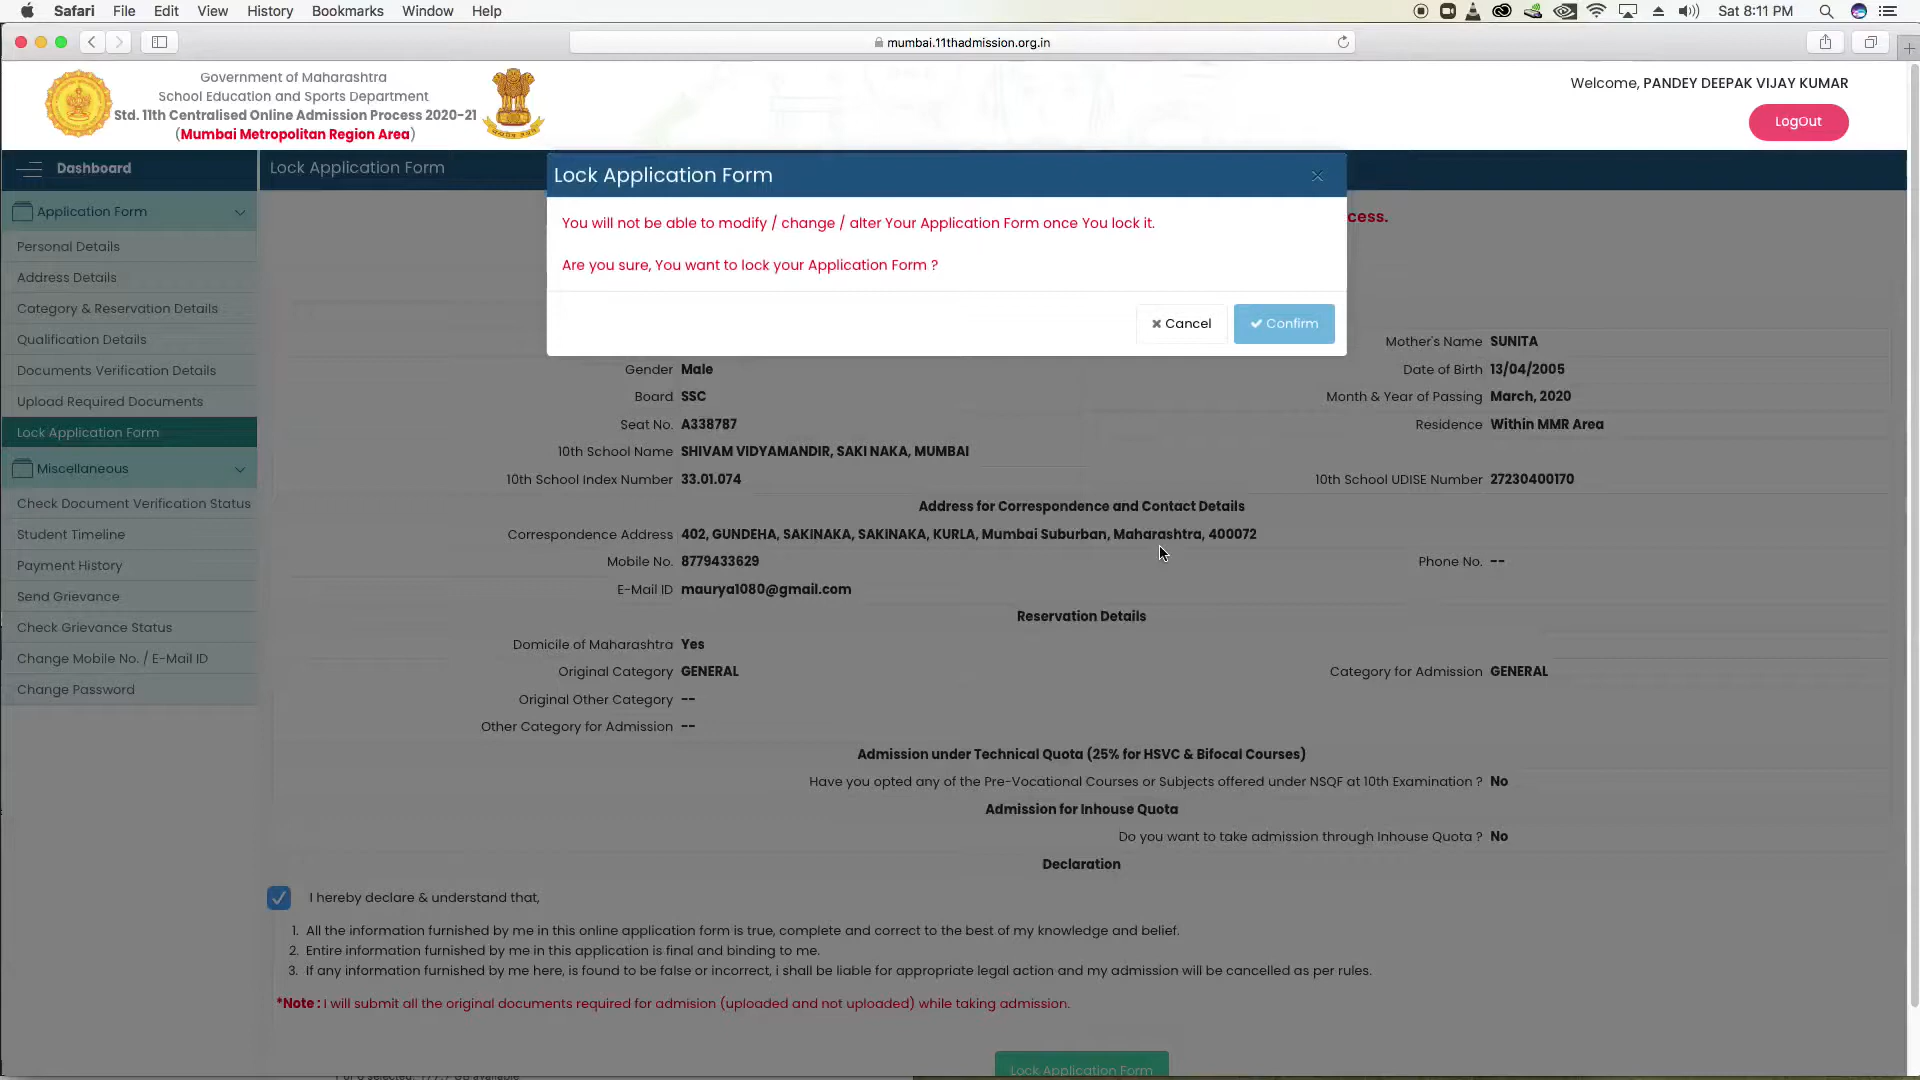 Safari File Edit View History Bookmarks Window Help Sat 8:11 PM
mumbai.11thadmission.org.in
Government of Maharashtra
School Education and Sports Department
Std. 11th Centralised Online Admission Process 2020-21
(Mumbai Metropolitan Region Area)
Welcome, PANDEY DEEPAK VIJAY KUMAR
LogOut
Dashboard
Application Form
Personal Details
Address Details
Category & Reservation Details
Qualification Details
Documents Verification Details
Upload Required Documents
Lock Application Form
Miscellaneous
Check Document Verification Status
Student Timeline
Payment History
Send Grievance
Check Grievance Status
Change Mobile No. / E-Mail ID
Change Password
Lock Application Form
Lock Application Form
You will not be able to modify / change / alter Your Application Form once You lock it.
Are you sure, You want to lock your Application Form ?
Cancel Confirm
cess.
Mother's Name SUNITA
Gender Male Date of Birth 13/04/2005
Board SSC Month & Year of Passing March, 2020
Seat No. A338787 Residence Within MMR Area
10th School Name SHIVAM VIDYAMANDIR, SAKI NAKA, MUMBAI
10th School Index Number 33.01.074 10th School UDISE Number 27230400170
Address for Correspondence and Contact Details
Correspondence Address 402, GUNDEHA, SAKINAKA, SAKINAKA, KURLA, Mumbai Suburban, Maharashtra, 400072
Mobile No. 8779433629 Phone No. --
E-Mail ID maurya1080@gmail.com
Reservation Details
Domicile of Maharashtra Yes
Original Category GENERAL Category for Admission GENERAL
Original Other Category --
Other Category for Admission --
Admission under Technical Quota (25% for HSVC & Bifocal Courses)
Have you opted any of the Pre-Vocational Courses or Subjects offered under NSQF at 10th Examination ? No
Admission for Inhouse Quota
Do you want to take admission through Inhouse Quota ? No
Declaration
I hereby declare & understand that,
1. All the information furnished by me in this online application form is true, complete and correct to the best of my knowledge and belief.
2. Entire information furnished by me in this application is final and binding to me.
3. If any information furnished by me here, is found to be false or incorrect, i shall be liable for appropriate legal action and my admission will be cancelled as per rules.
*Note : I will submit all the original documents required for admision (uploaded and not uploaded) while taking admission.
Lock Application Form